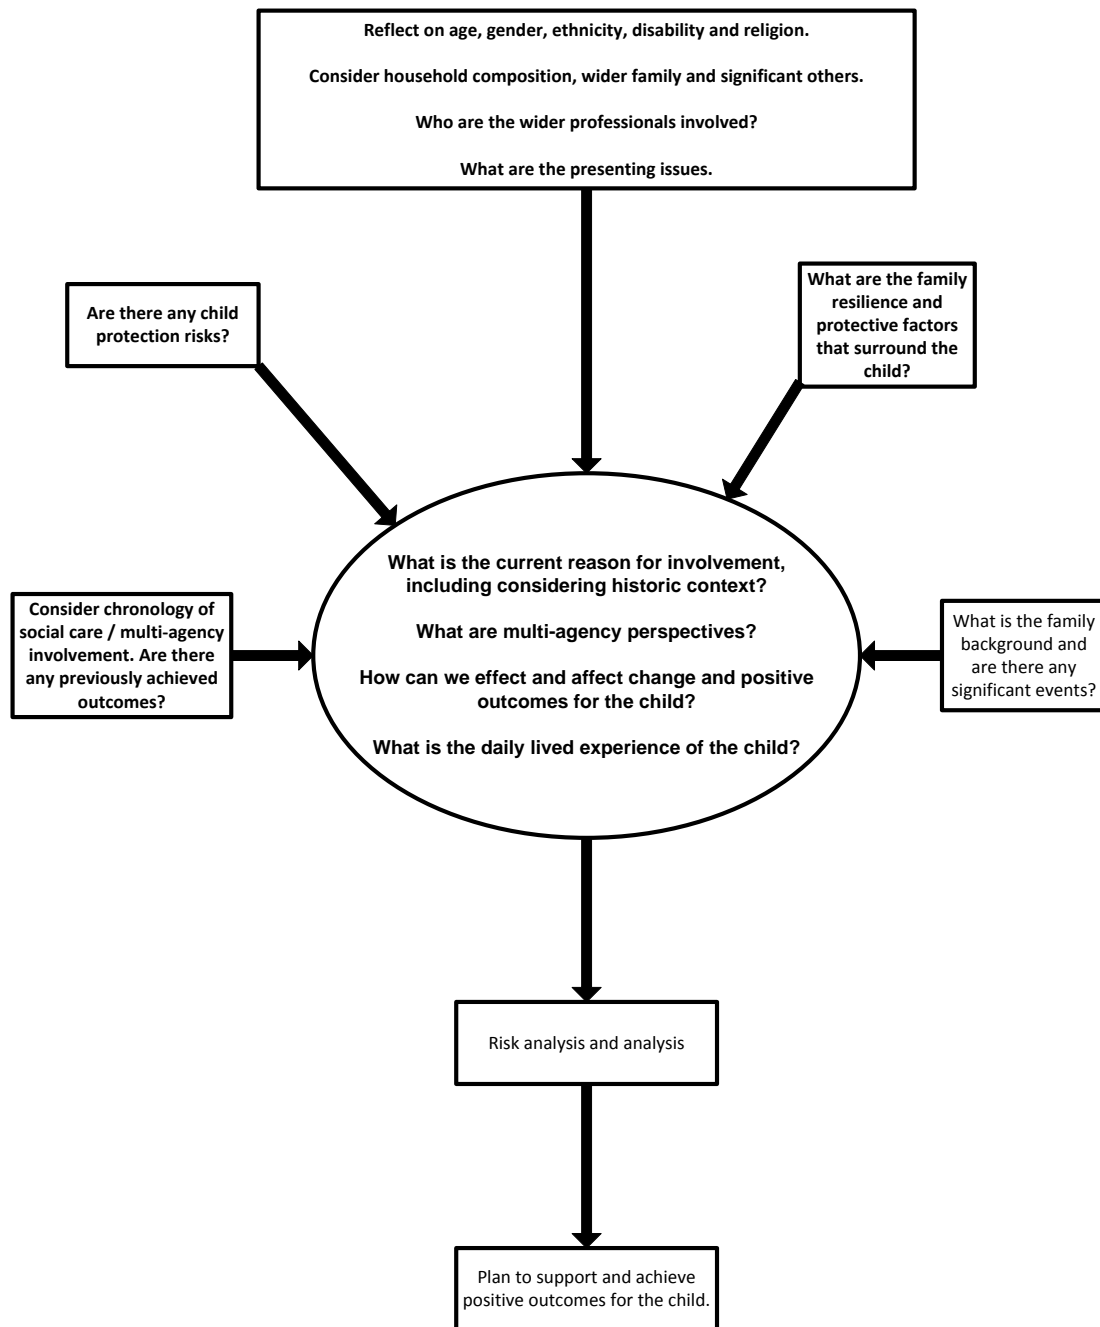 Reflect on age, gender, ethnicity, disability and religion.
Consider household composition, wider family and significant others.
Who are the wider professionals involved?
What are the presenting issues.
Are there any child
protection risks?
What are the family
resilience and
protective factors
that surround the
child?
What is the current reason for involvement,
including considering historic context?
What are multi-agency perspectives?
How can we effect and affect change and positive
outcomes for the child?
What is the daily lived experience of the child?
Consider chronology of
social care / multi-agency
involvement. Are there
any previously achieved
outcomes?
What is the family
background and
are there any
significant events?
Risk analysis and analysis
Plan to support and achieve
positive outcomes for the child.